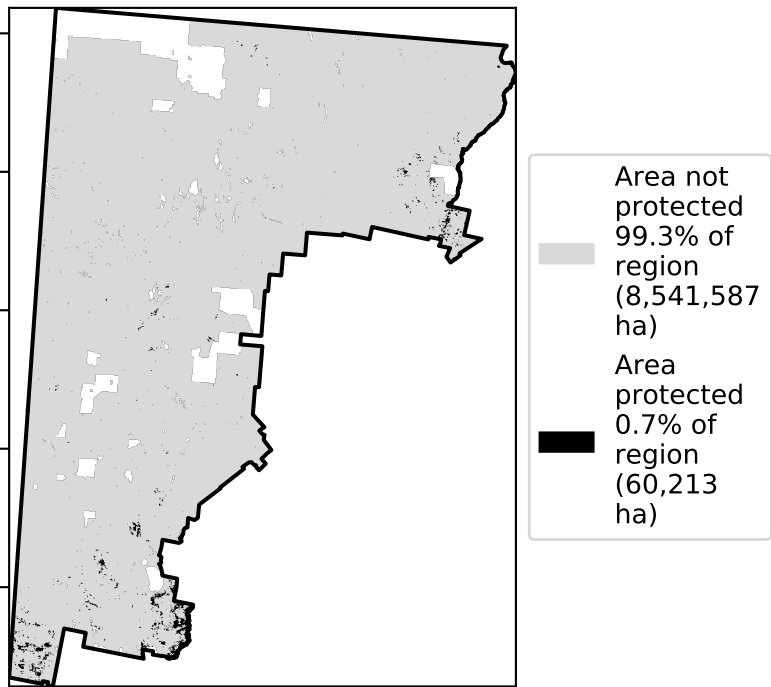 Area not
protected
99.3% of
region
(8,541,587
ha)
Area
protected
0.7% of
region
(60,213
ha)